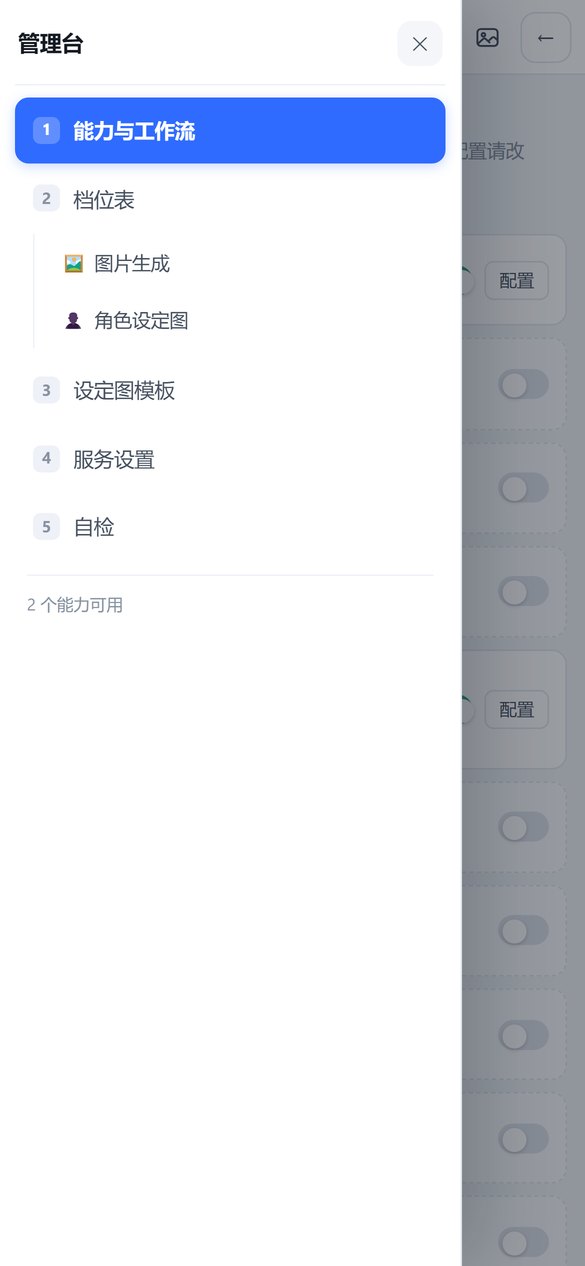 管理台
1 能力与工作流
2 档位表
图片生成
角色设定图
3 设定图模板
4 服务设置
5 自检
2 个能力可用
配置请改
配置
配置